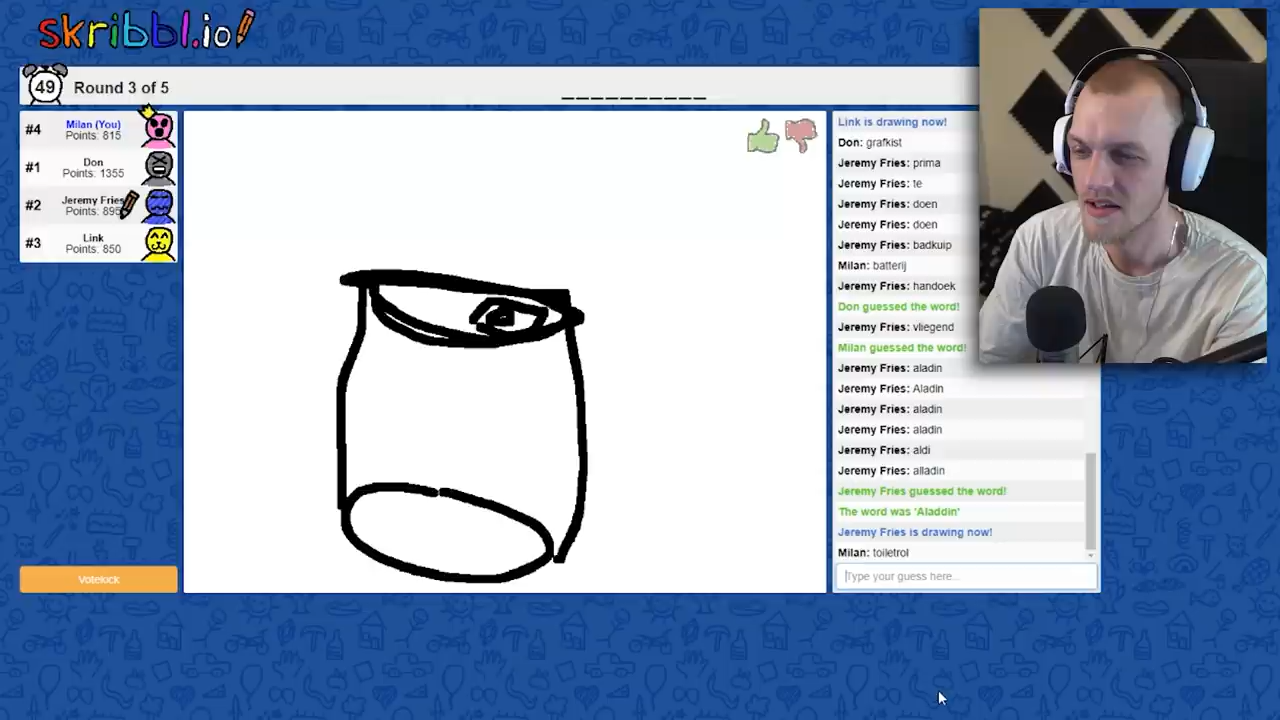 skribbl.io
49
Round 3 of 5
__________
#4
Milan (You)
Points: 815
#1
Don
Points: 1355
#2
Jeremy Fries
Points: 895
#3
Link
Points: 850
Votekick
Link is drawing now!
Don: grafkist
Jeremy Fries: prima
Jeremy Fries: te
Jeremy Fries: doen
Jeremy Fries: doen
Jeremy Fries: badkuip
Milan: batterij
Jeremy Fries: handoek
Don guessed the word!
Jeremy Fries: vliegend
Milan guessed the word!
Jeremy Fries: aladin
Jeremy Fries: Aladin
Jeremy Fries: aladin
Jeremy Fries: aladin
Jeremy Fries: aldi
Jeremy Fries: alladin
Jeremy Fries guessed the word!
The word was 'Aladdin'
Jeremy Fries is drawing now!
Milan: toiletrol
Type your guess here...